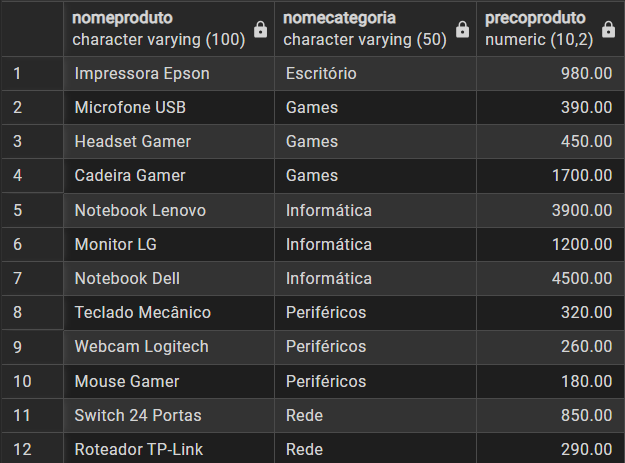 nomeproduto nomecategoria precoproduto
character varying (100) character varying (50) numeric (10,2)
1 Impressora Epson Escritório 980.00
2 Microfone USB Games 390.00
3 Headset Gamer Games 450.00
4 Cadeira Gamer Games 1700.00
5 Notebook Lenovo Informática 3900.00
6 Monitor LG Informática 1200.00
7 Notebook Dell Informática 4500.00
8 Teclado Mecânico Periféricos 320.00
9 Webcam Logitech Periféricos 260.00
10 Mouse Gamer Periféricos 180.00
11 Switch 24 Portas Rede 850.00
12 Roteador TP-Link Rede 290.00